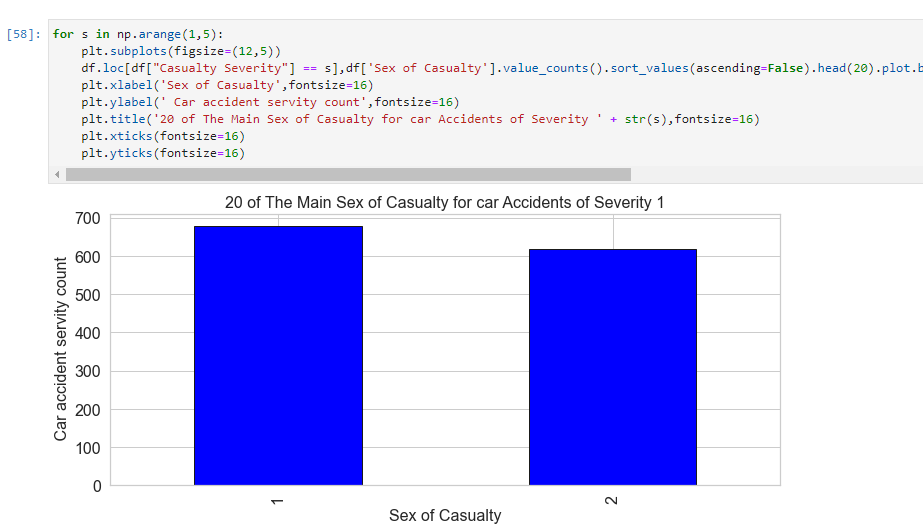 [58]: for s in np.arange(1,5):
plt.subplots(figsize=(12,5))
df.loc[df["Casualty Severity"] == s],df['Sex of Casualty'].value_counts().sort_values(ascending=False).head(20).plot.b
plt.xlabel('Sex of Casualty',fontsize=16)
plt.ylabel(' Car accident servity count',fontsize=16)
plt.title('20 of The Main Sex of Casualty for car Accidents of Severity ' + str(s),fontsize=16)
plt.xticks(fontsize=16)
plt.yticks(fontsize=16)
20 of The Main Sex of Casualty for car Accidents of Severity 1
700
600
500
400
300
200
100
0
Car accident servity count
1
2
Sex of Casualty